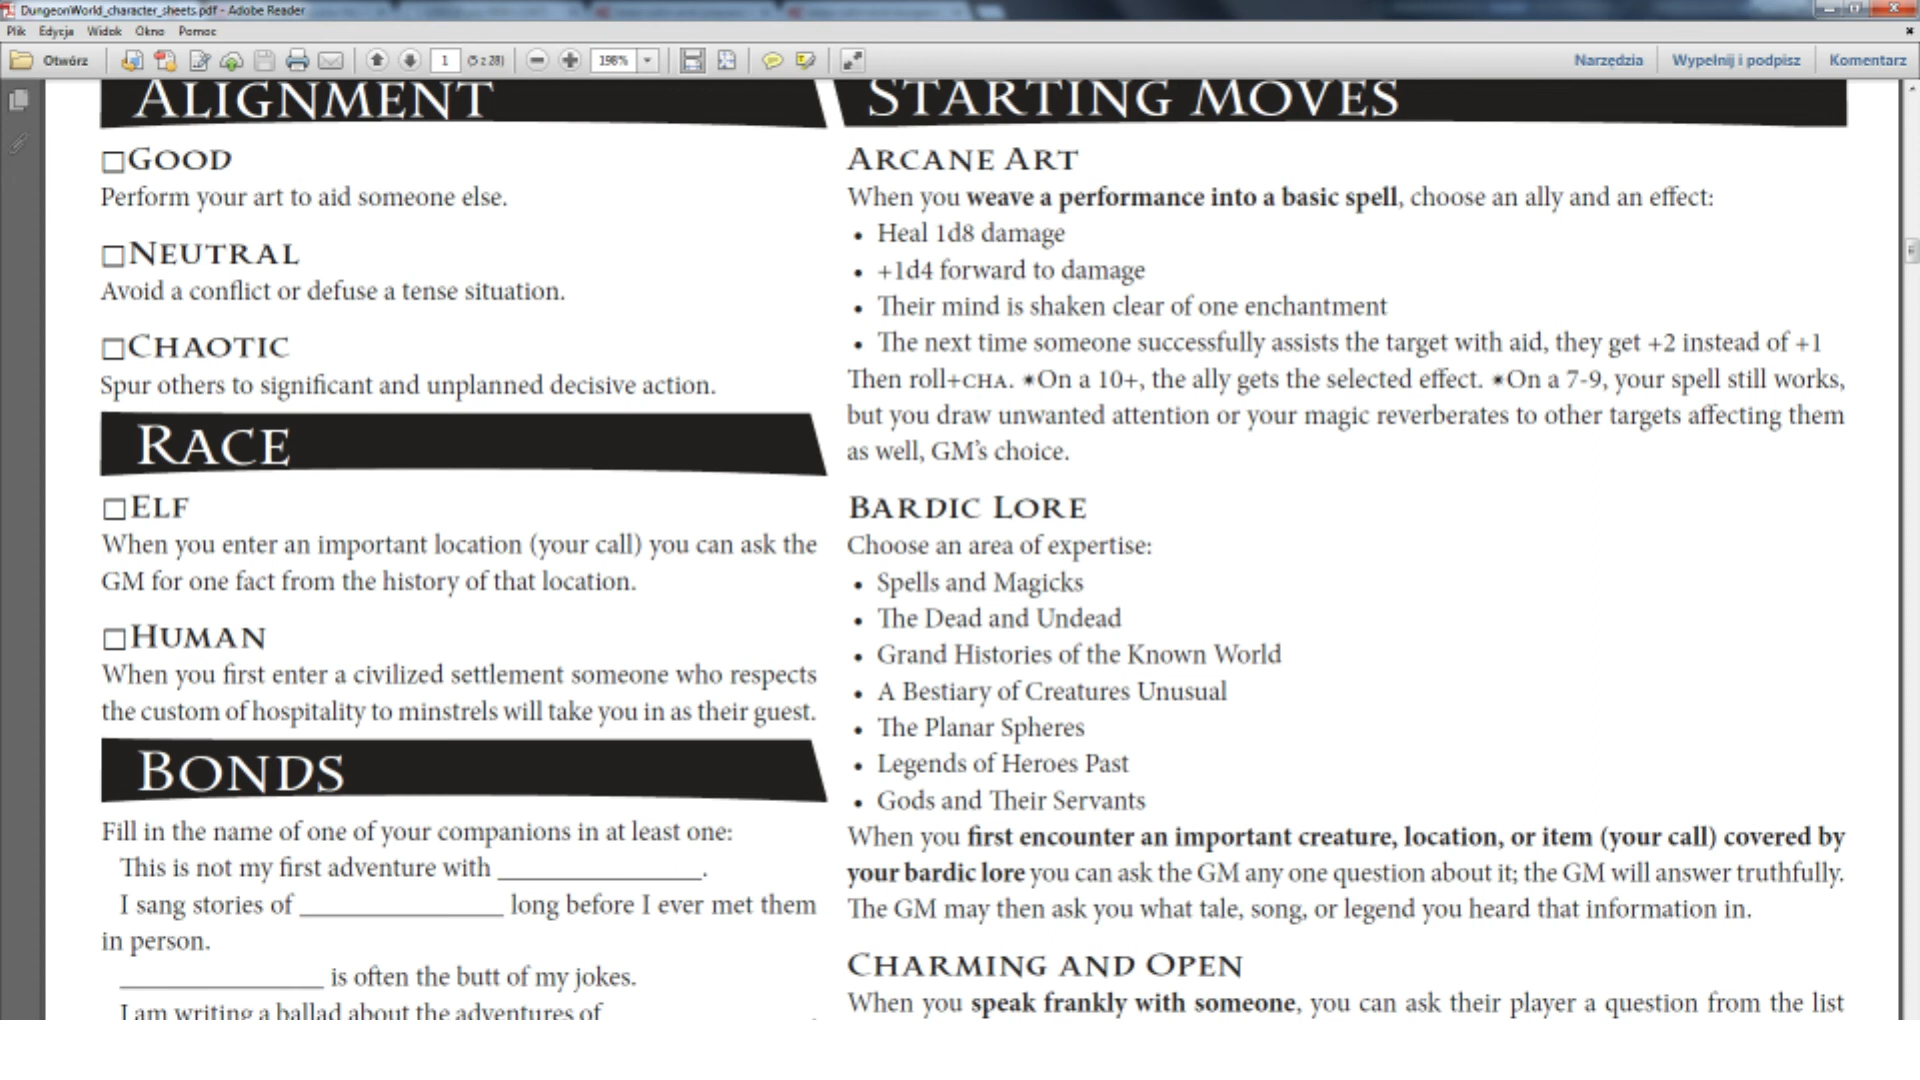 DungeonWorld_character_sheets.pdf - Adobe Reader
Plik Edycja Widok Okno Pomoc
Otwórz 1 (5 z 28) 196% Narzędzia Wypełnij i podpisz Komentarz
ALIGNMENT
GOOD
Perform your art to aid someone else.
NEUTRAL
Avoid a conflict or defuse a tense situation.
CHAOTIC
Spur others to significant and unplanned decisive action.
RACE
ELF
When you enter an important location (your call) you can ask the
GM for one fact from the history of that location.
HUMAN
When you first enter a civilized settlement someone who respects
the custom of hospitality to minstrels will take you in as their guest.
BONDS
Fill in the name of one of your companions in at least one:
This is not my first adventure with _______________.
I sang stories of _______________ long before I ever met them
in person.
_______________ is often the butt of my jokes.
I am writing a ballad about the adventures of
STARTING MOVES
ARCANE ART
When you weave a performance into a basic spell, choose an ally and an effect:
• Heal 1d8 damage
• +1d4 forward to damage
• Their mind is shaken clear of one enchantment
• The next time someone successfully assists the target with aid, they get +2 instead of +1
Then roll+CHA. ✴On a 10+, the ally gets the selected effect. ✴On a 7-9, your spell still works,
but you draw unwanted attention or your magic reverberates to other targets affecting them
as well, GM's choice.
BARDIC LORE
Choose an area of expertise:
• Spells and Magicks
• The Dead and Undead
• Grand Histories of the Known World
• A Bestiary of Creatures Unusual
• The Planar Spheres
• Legends of Heroes Past
• Gods and Their Servants
When you first encounter an important creature, location, or item (your call) covered by
your bardic lore you can ask the GM any one question about it; the GM will answer truthfully.
The GM may then ask you what tale, song, or legend you heard that information in.
CHARMING AND OPEN
When you speak frankly with someone, you can ask their player a question from the list